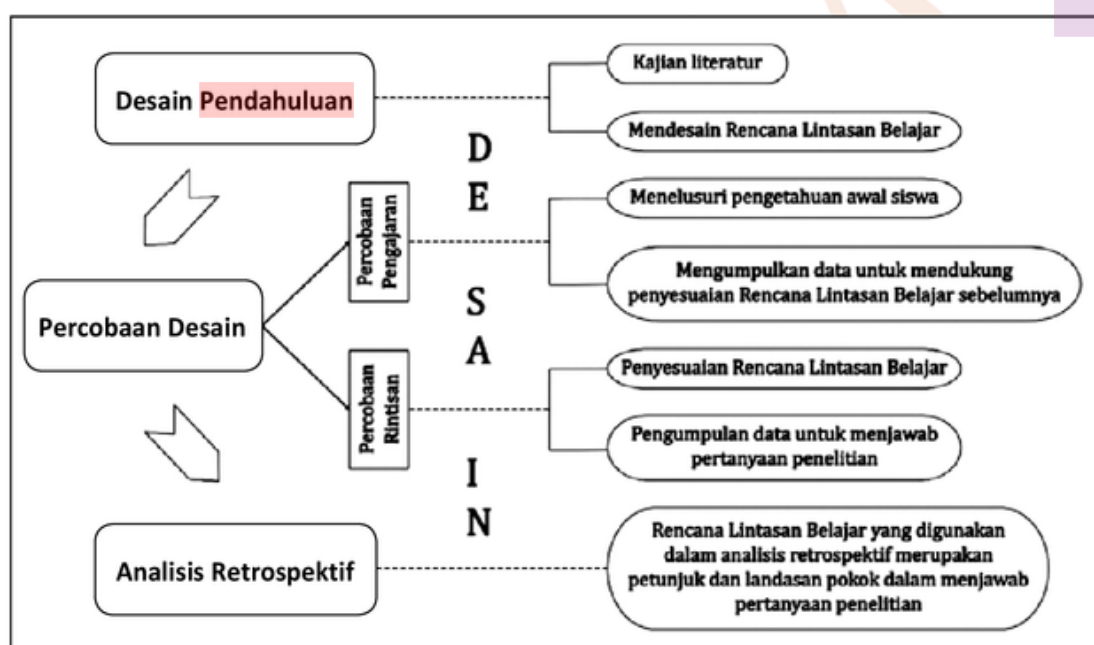 Desain Pendahuluan
Kajian literatur
Mendesain Rencana Lintasan Belajar
D
E
S
A
I
N
Percobaan Desain
Percobaan
Pengajaran
Menelusuri pengetahuan awal siswa
Mengumpulkan data untuk mendukung
penyesuaian Rencana Lintasan Belajar sebelumnya
Percobaan
Rintisan
Penyesuaian Rencana Lintasan Belajar
Pengumpulan data untuk menjawab
pertanyaan penelitian
Analisis Retrospektif
Rencana Lintasan Belajar yang digunakan
dalam analisis retrospektif merupakan
petunjuk dan landasan pokok dalam menjawab
pertanyaan penelitian